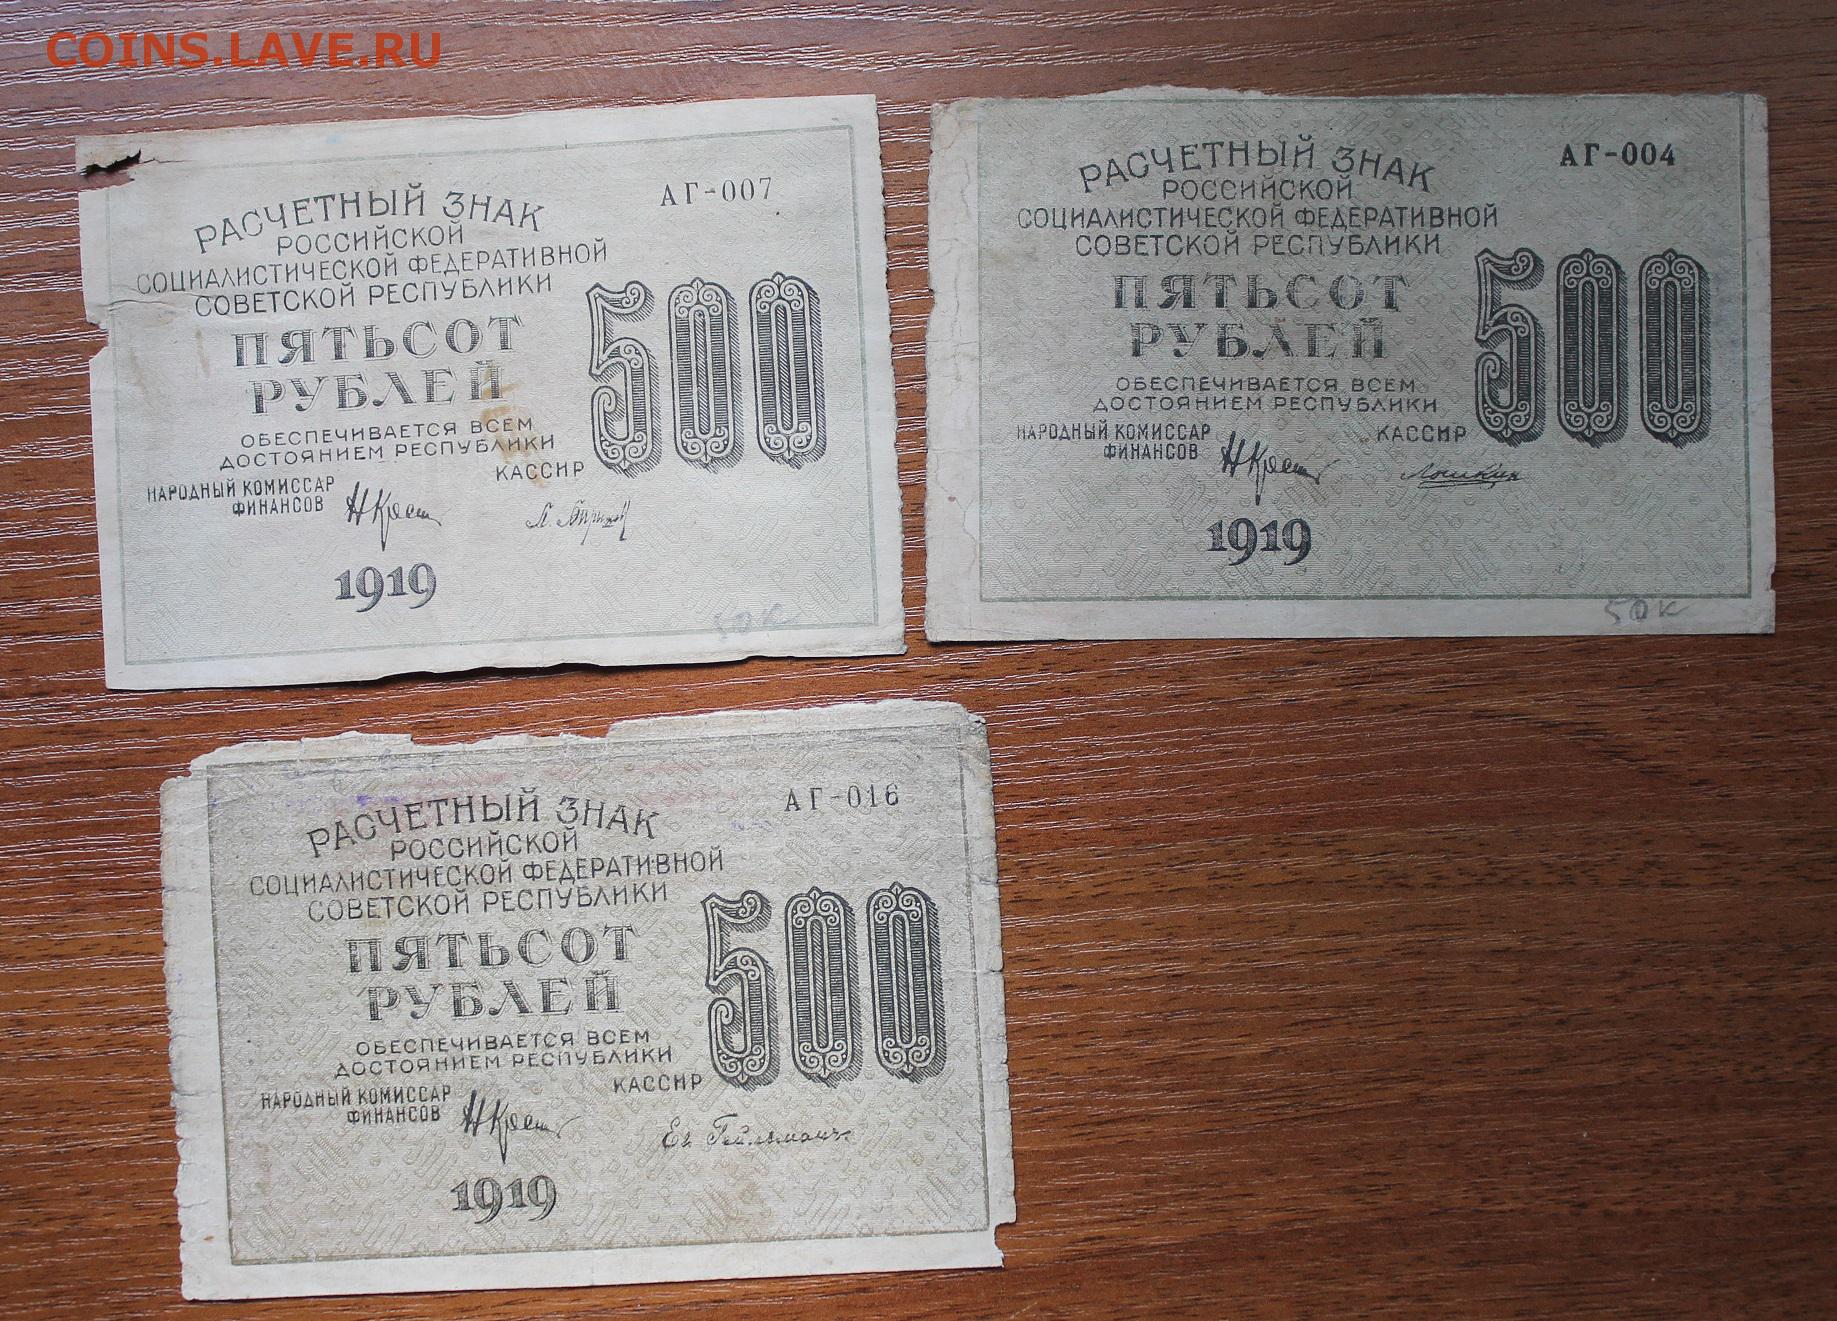 COINS.LAVE.RU
РАСЧЕТНЫЙ ЗНАК
АГ-007
РОССИЙСКОЙ
СОЦИАЛИСТИЧЕСКОЙ ФЕДЕРАТИВНОЙ
СОВЕТСКОЙ РЕСПУБЛИКИ
ПЯТЬСОТ
РУБЛЕЙ
500
ОБЕСПЕЧИВАЕТСЯ ВСЕМ
ДОСТОЯНИЕМ РЕСПУБЛИКИ
КАССИР
НАРОДНЫЙ КОМИССАР
ФИНАНСОВ
1919
50к
РАСЧЕТНЫЙ ЗНАК
АГ-004
РОССИЙСКОЙ
СОЦИАЛИСТИЧЕСКОЙ ФЕДЕРАТИВНОЙ
СОВЕТСКОЙ РЕСПУБЛИКИ
ПЯТЬСОТ
РУБЛЕЙ
500
ОБЕСПЕЧИВАЕТСЯ ВСЕМ
ДОСТОЯНИЕМ РЕСПУБЛИКИ
НАРОДНЫЙ КОМИССАР
ФИНАНСОВ
КАССИР
1919
50к
РАСЧЕТНЫЙ ЗНАК
АГ-016
РОССИЙСКОЙ
СОЦИАЛИСТИЧЕСКОЙ ФЕДЕРАТИВНОЙ
СОВЕТСКОЙ РЕСПУБЛИКИ
ПЯТЬСОТ
РУБЛЕЙ
500
ОБЕСПЕЧИВАЕТСЯ ВСЕМ
ДОСТОЯНИЕМ РЕСПУБЛИКИ
КАССИР
НАРОДНЫЙ КОМИССАР
ФИНАНСОВ
Ев Гейльманъ
1919